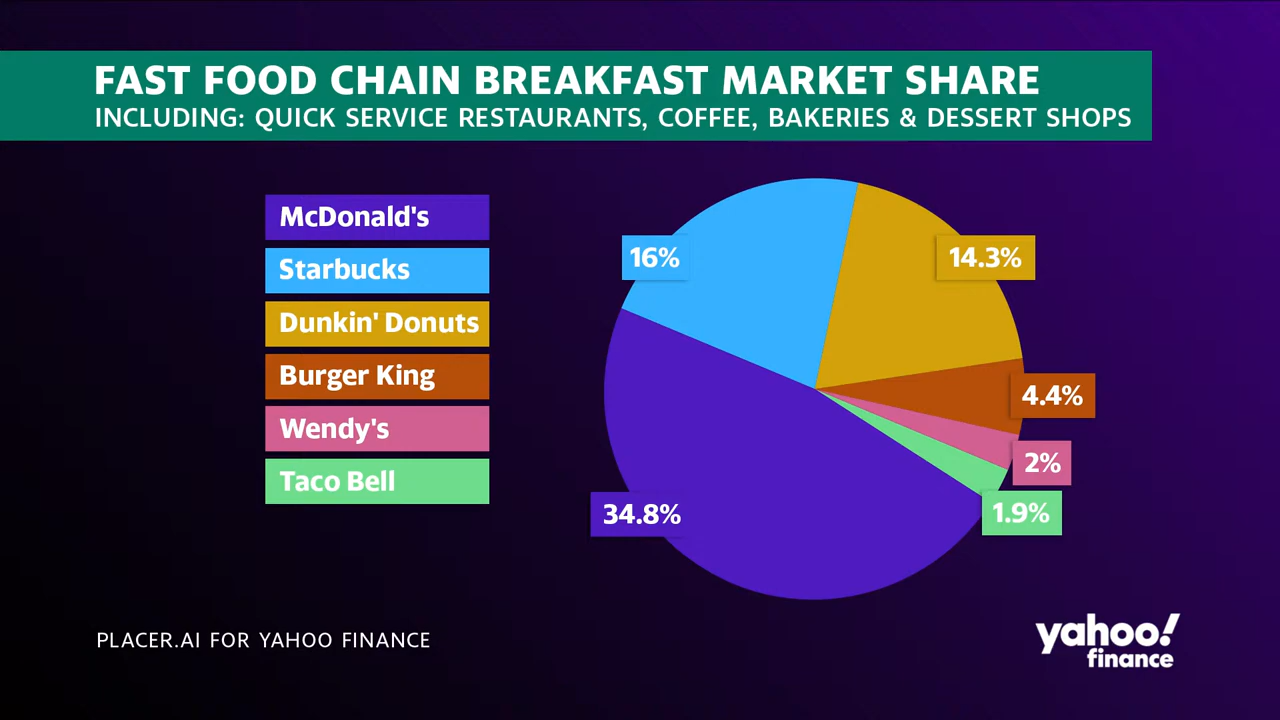 FAST FOOD CHAIN BREAKFAST MARKET SHARE
INCLUDING: QUICK SERVICE RESTAURANTS, COFFEE, BAKERIES & DESSERT SHOPS
McDonald's
Starbucks
Dunkin' Donuts
Burger King
Wendy's
Taco Bell
16%
14.3%
4.4%
2%
1.9%
34.8%
PLACER.AI FOR YAHOO FINANCE
yahoo!
finance